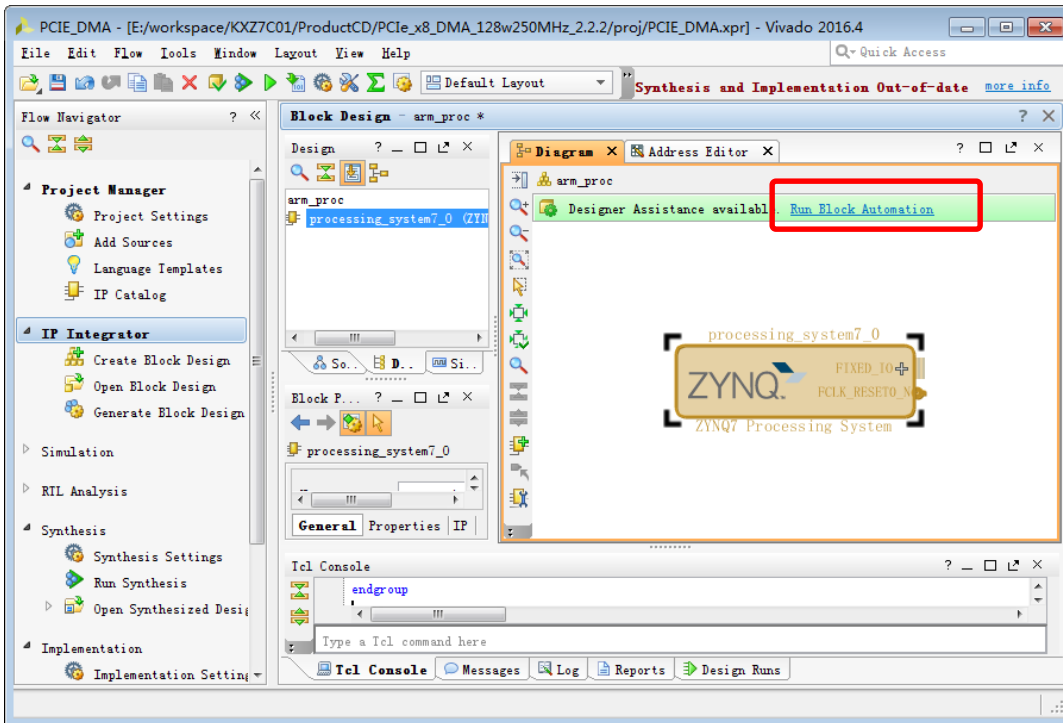 PCIE_DMA - [E:/workspace/KXZ7C01/ProductCD/PCIe_x8_DMA_128w250MHz_2.2.2/proj/PCIE_DMA.xpr] - Vivado 2016.4
File Edit Flow Tools Window Layout View Help
Quick Access
Default Layout
Synthesis and Implementation Out-of-date more info
Flow Navigator
Project Manager
Project Settings
Add Sources
Language Templates
IP Catalog
IP Integrator
Create Block Design
Open Block Design
Generate Block Design
Simulation
RTL Analysis
Synthesis
Synthesis Settings
Run Synthesis
Open Synthesized Desig
Implementation
Implementation Setting
Block Design - arm_proc *
Design
arm_proc
processing_system7_0 (ZYN
So.. D.. Si..
Block P...
processing_system7_0
General Properties IP
Diagram Address Editor
arm_proc
Designer Assistance availabl. Run Block Automation
processing_system7_0
ZYNQ.
FIXED_IO
FCLK_RESET0_N
ZYNQ7 Processing System
Tcl Console
endgroup
Type a Tcl command here
Tcl Console Messages Log Reports Design Runs